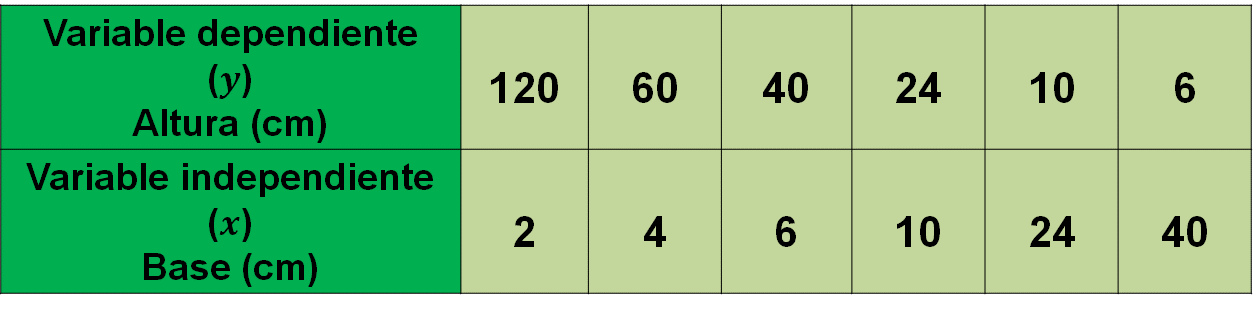 Variable dependiente
(y)
Altura (cm)
120 60 40 24 10 6
Variable independiente
(x)
Base (cm)
2 4 6 10 24 40